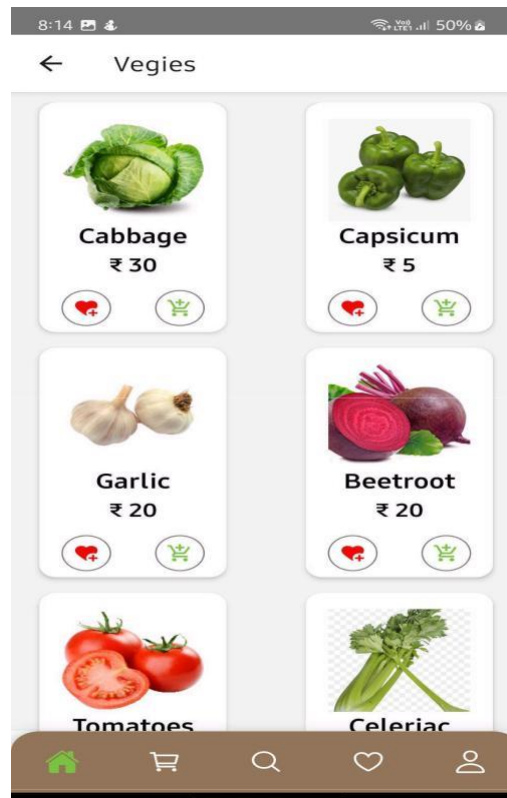 8:14 50%
Vegies
Cabbage
₹ 30
Capsicum
₹ 5
Garlic
₹ 20
Beetroot
₹ 20
Tomatoes
Celeriac